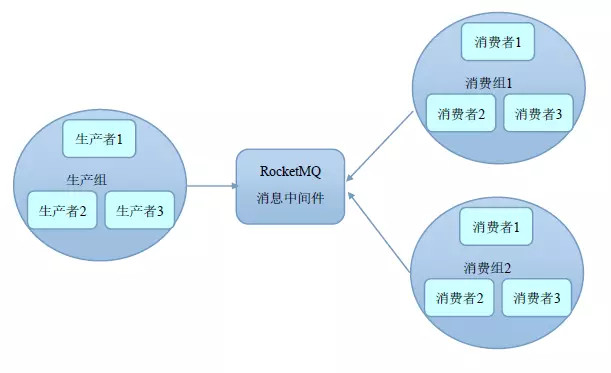 生产者1
生产组
生产者2
生产者3
RocketMQ
消息中间件
消费者1
消费组1
消费者2
消费者3
消费者1
消费组2
消费者2
消费者3